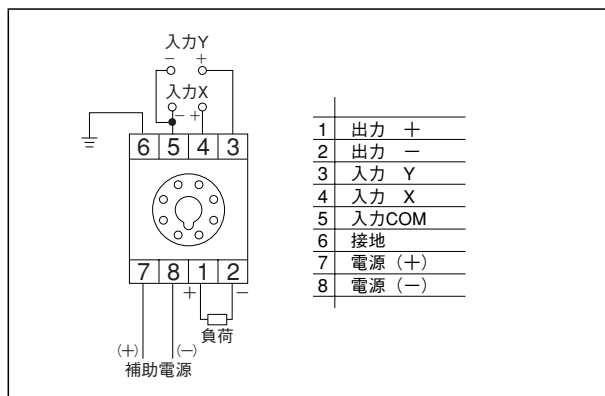 入力Y
− +
入力X
− +
6 5 4 3
7 8 1 2
+ −
負荷
(+) (−)
補助電源
1 出力 +
2 出力 −
3 入力 Y
4 入力 X
5 入力COM
6 接地
7 電源（+）
8 電源（−）